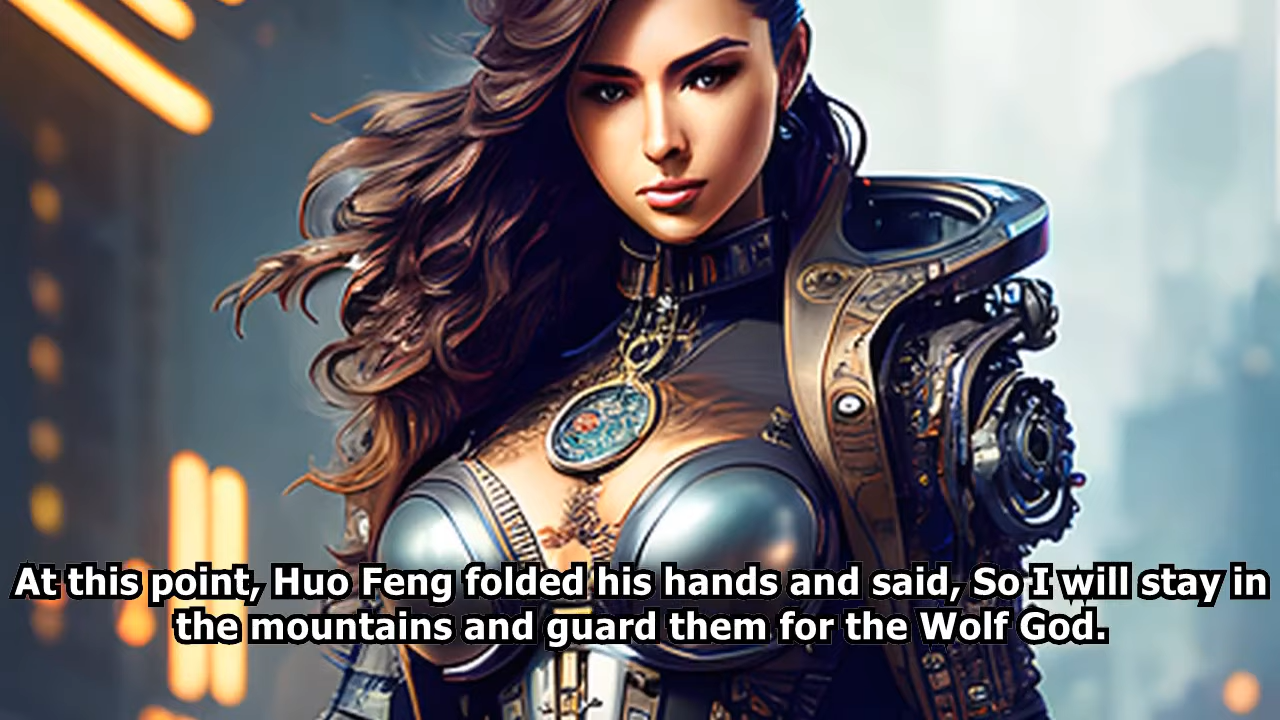 At this point, Huo Feng folded his hands and said, So I will stay in
the mountains and guard them for the Wolf God.